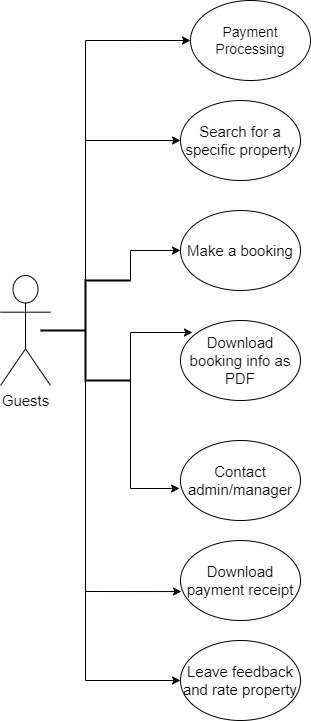 Payment
Processing
Search for a
specific property
Make a booking
Guests
Download
booking info as
PDF
Contact
admin/manager
Download
payment receipt
Leave feedback
and rate property